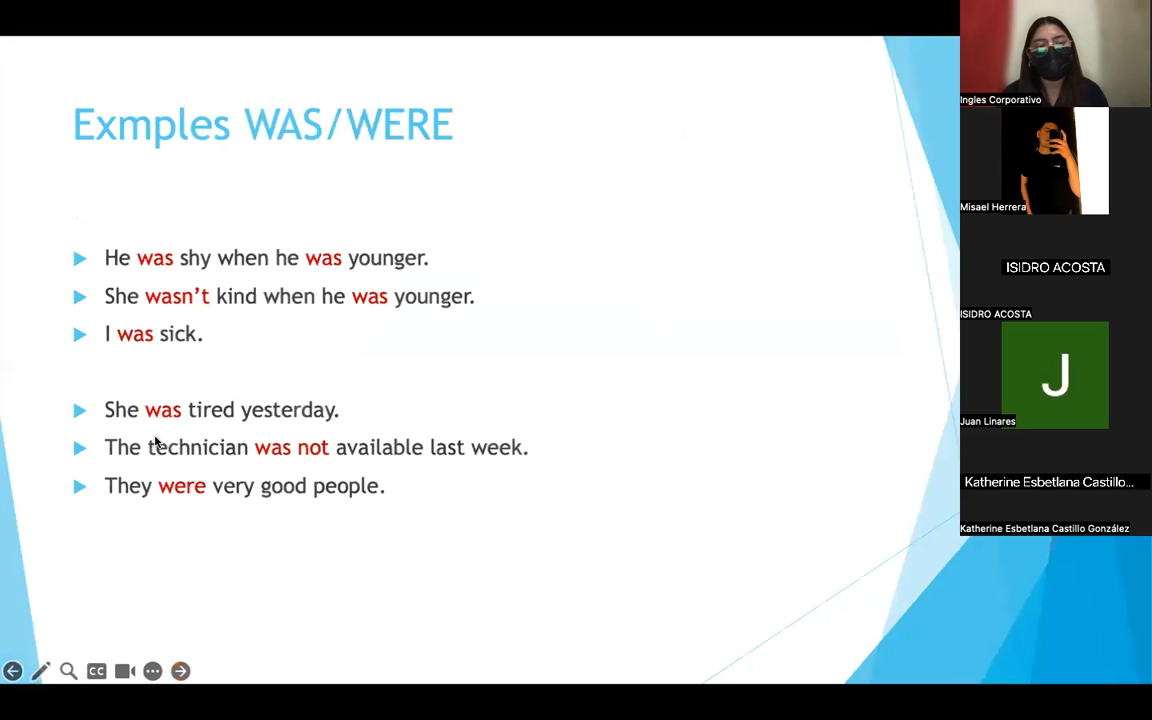 Exmples WAS/WERE
He was shy when he was younger.
She wasn’t kind when he was younger.
I was sick.
She was tired yesterday.
The technician was not available last week.
They were very good people.
CC
Ingles Corporativo
Misael Herrera
ISIDRO ACOSTA
ISIDRO ACOSTA
J
Juan Linares
Katherine Esbetlana Castillo...
Katherine Esbetlana Castillo González